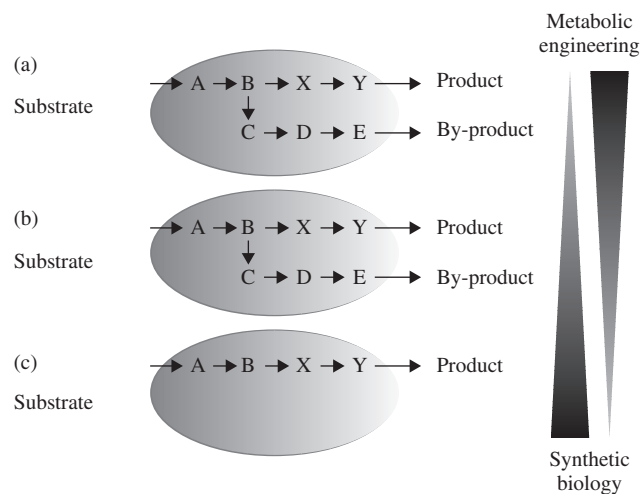 Metabolic
engineering
(a)
A B X Y Product
Substrate
C D E By-product
(b)
A B X Y Product
Substrate
C D E By-product
(c)
A B X Y Product
Substrate
Synthetic
biology